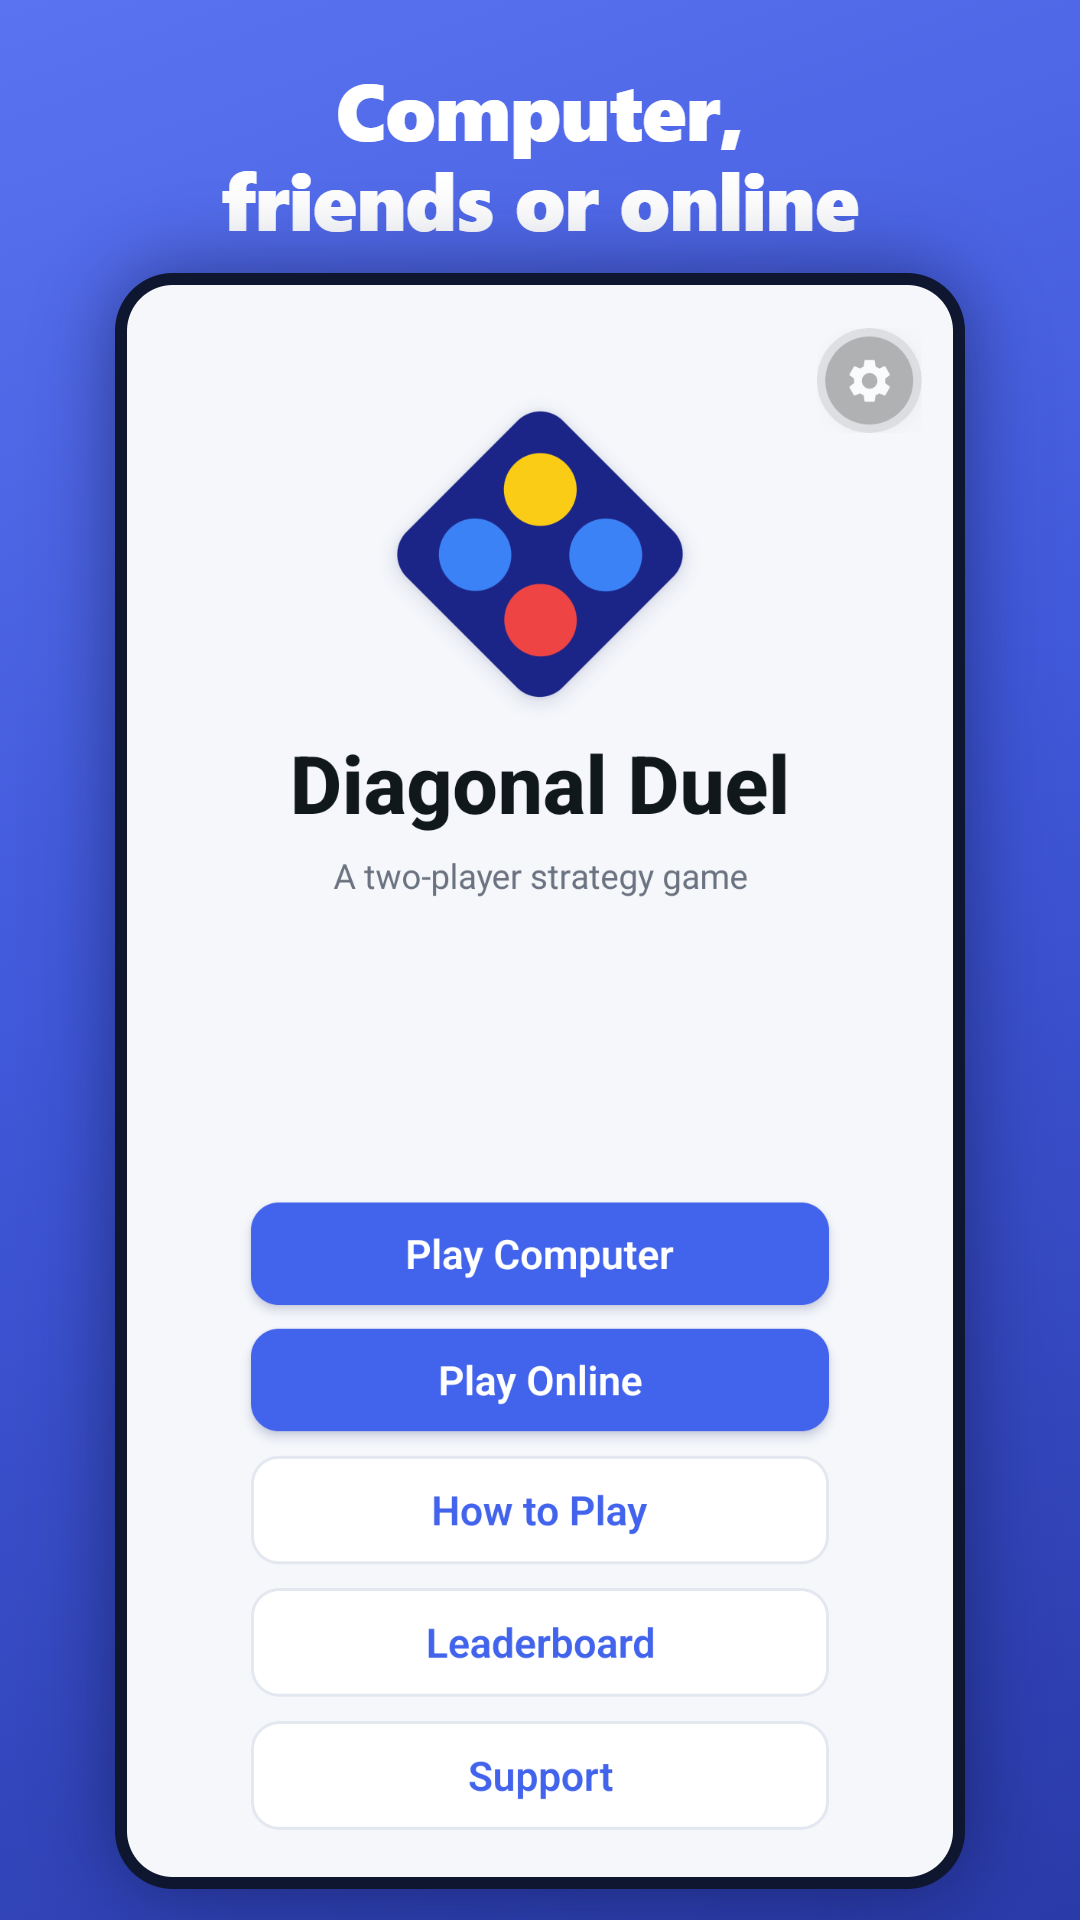 Computer,
friends or online
Diagonal Duel
A two-player strategy game
Play Computer
Play Online
How to Play
Leaderboard
Support